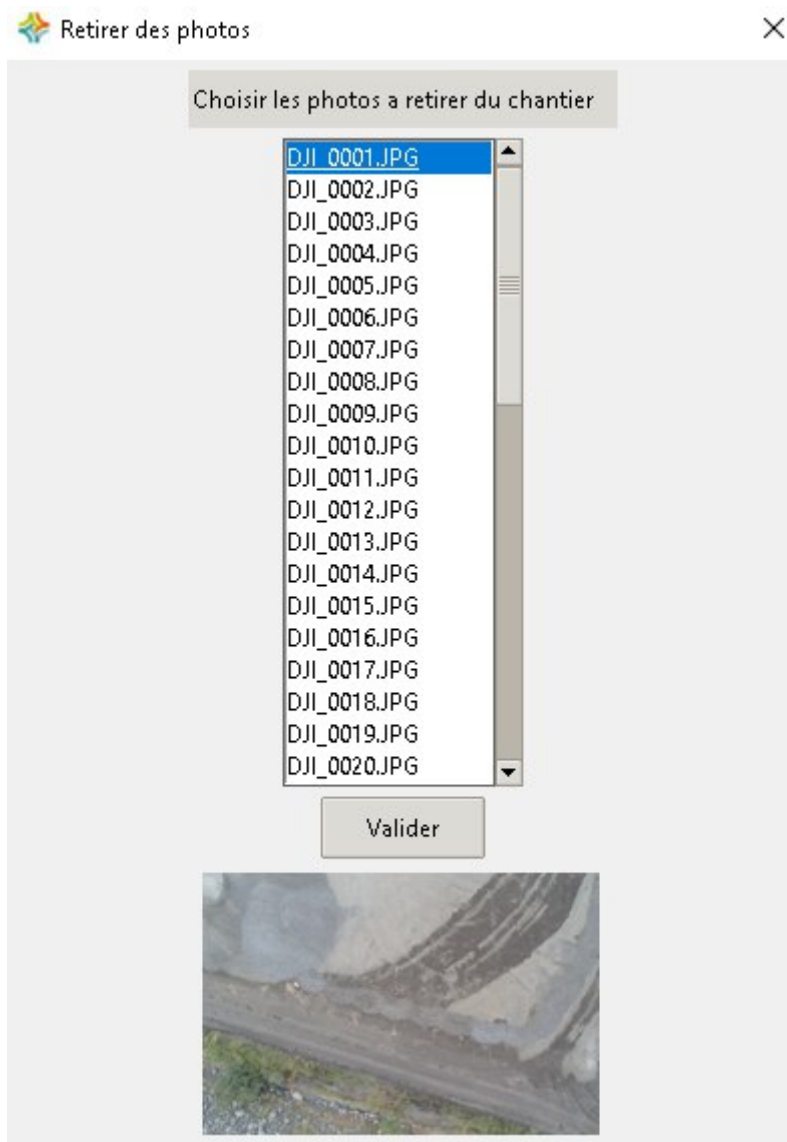 Retirer des photos
Choisir les photos a retirer du chantier
DJI_0001.JPG
DJI_0002.JPG
DJI_0003.JPG
DJI_0004.JPG
DJI_0005.JPG
DJI_0006.JPG
DJI_0007.JPG
DJI_0008.JPG
DJI_0009.JPG
DJI_0010.JPG
DJI_0011.JPG
DJI_0012.JPG
DJI_0013.JPG
DJI_0014.JPG
DJI_0015.JPG
DJI_0016.JPG
DJI_0017.JPG
DJI_0018.JPG
DJI_0019.JPG
DJI_0020.JPG
Valider